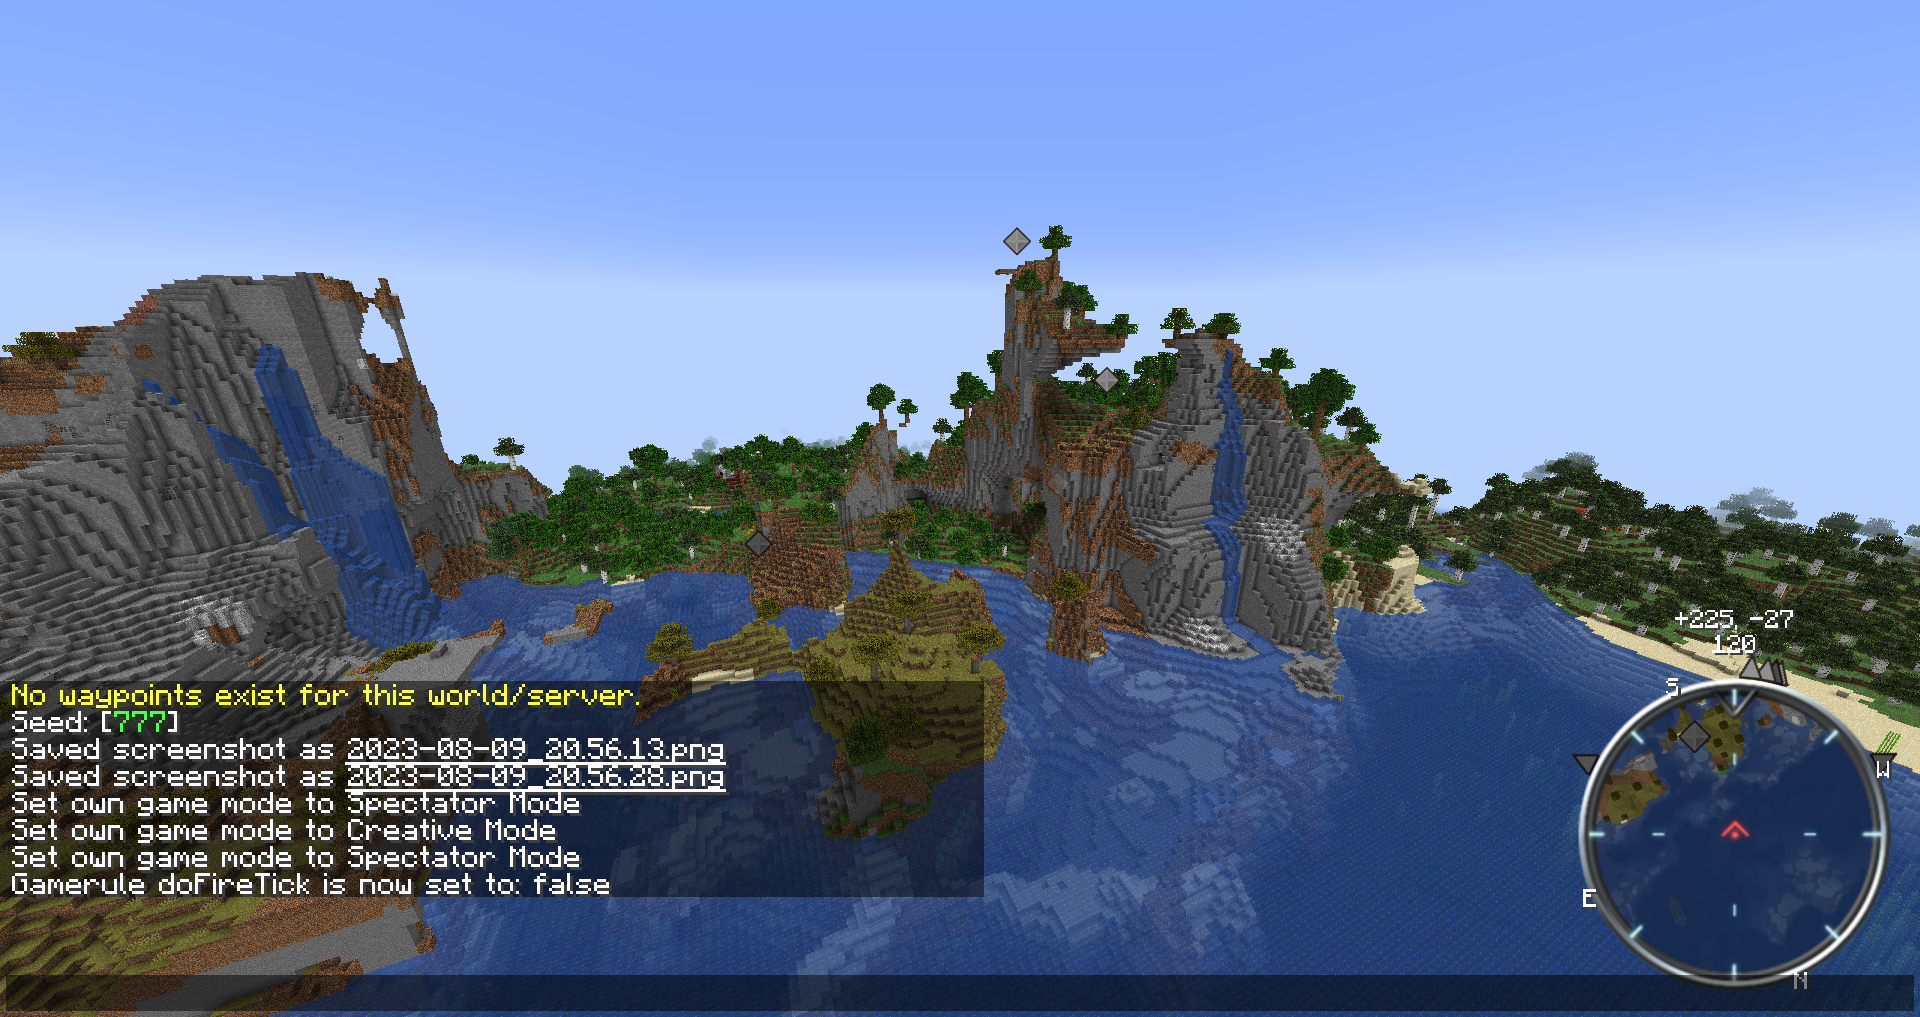 +225, -27
120
S
W
E
N
No waypoints exist for this world/server.
Seed: [777]
Saved screenshot as 2023-08-09_20.56.13.png
Saved screenshot as 2023-08-09_20.56.28.png
Set own game mode to Spectator Mode
Set own game mode to Creative Mode
Set own game mode to Spectator Mode
Gamerule doFireTick is now set to: false